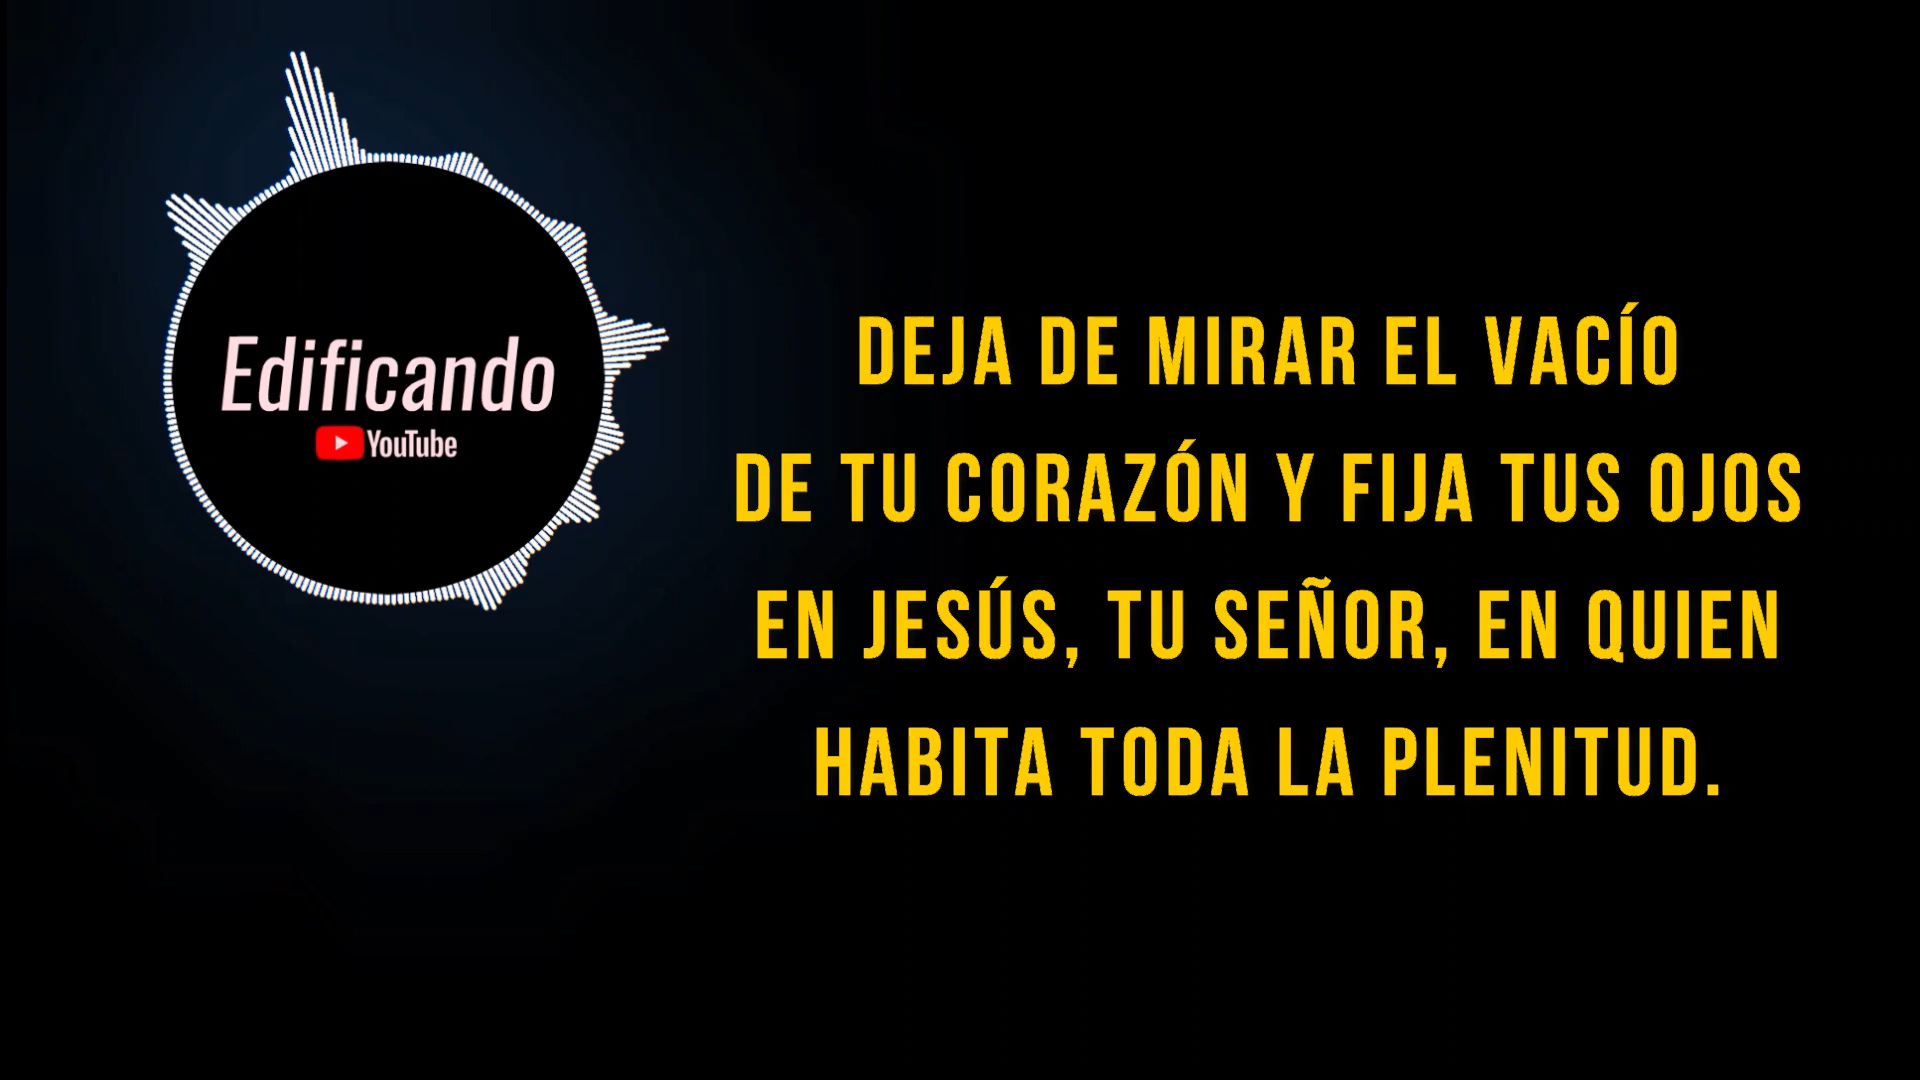 Edificando
YouTube
DEJA DE MIRAR EL VACÍO
DE TU CORAZÓN Y FIJA TUS OJOS
EN JESÚS, TU SEÑOR, EN QUIEN
HABITA TODA LA PLENITUD.